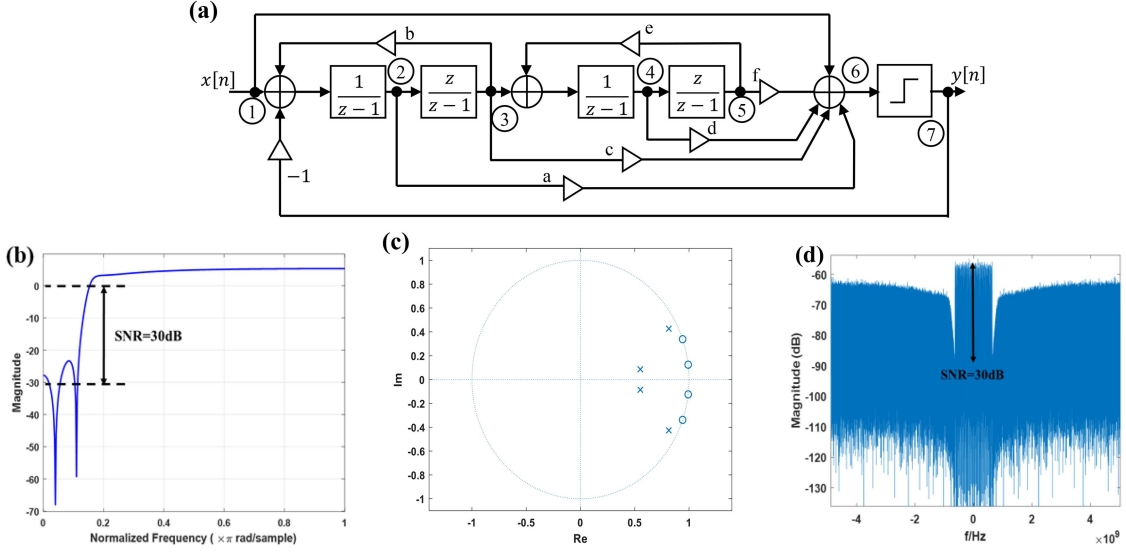 (a)
b
e
x[n]
1
z − 1
②
z
z − 1
1
z − 1
④
z
z − 1
f
⑥
y[n]
①
③
⑤
d
⑦
c
−1
a
(b)
0
-10
-20
-30
-40
-50
-60
-70
SNR=30dB
Magnitude
0 0.2 0.4 0.6 0.8 1
Normalized Frequency ( ×π rad/sample)
(c)
1
0.8
0.6
0.4
0.2
0
-0.2
-0.4
-0.6
-0.8
-1
Im
-1 -0.5 0 0.5 1
Re
(d)
-60
-70
-80
-90
-100
-110
-120
-130
SNR=30dB
Magnitude (dB)
-4 -2 0 2 4
×10⁹
f/Hz